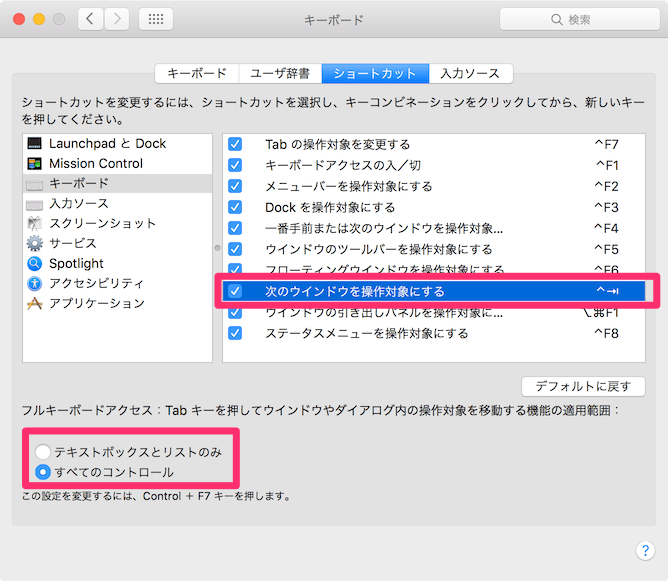 キーボード
検索
キーボード
ユーザ辞書
ショートカット
入力ソース
ショートカットを変更するには、ショートカットを選択し、キーコンビネーションをクリックしてから、新しいキー
を押してください。
Launchpad と Dock
Mission Control
キーボード
入力ソース
スクリーンショット
サービス
Spotlight
アクセシビリティ
アプリケーション
Tab の操作対象を変更する ^F7
キーボードアクセスの入／切 ^F1
メニューバーを操作対象にする ^F2
Dock を操作対象にする ^F3
一番手前または次のウインドウを操作対象... ^F4
ウインドウのツールバーを操作対象にする ^F5
フローティングウインドウを操作対象にする ^F6
次のウインドウを操作対象にする ^⇥
ウインドウの引き出しパネルを操作対象に... ⌥⌘F1
ステータスメニューを操作対象にする ^F8
デフォルトに戻す
フルキーボードアクセス：Tab キーを押してウインドウやダイアログ内の操作対象を移動する機能の適用範囲：
テキストボックスとリストのみ
すべてのコントロール
この設定を変更するには、Control + F7 キーを押します。
?